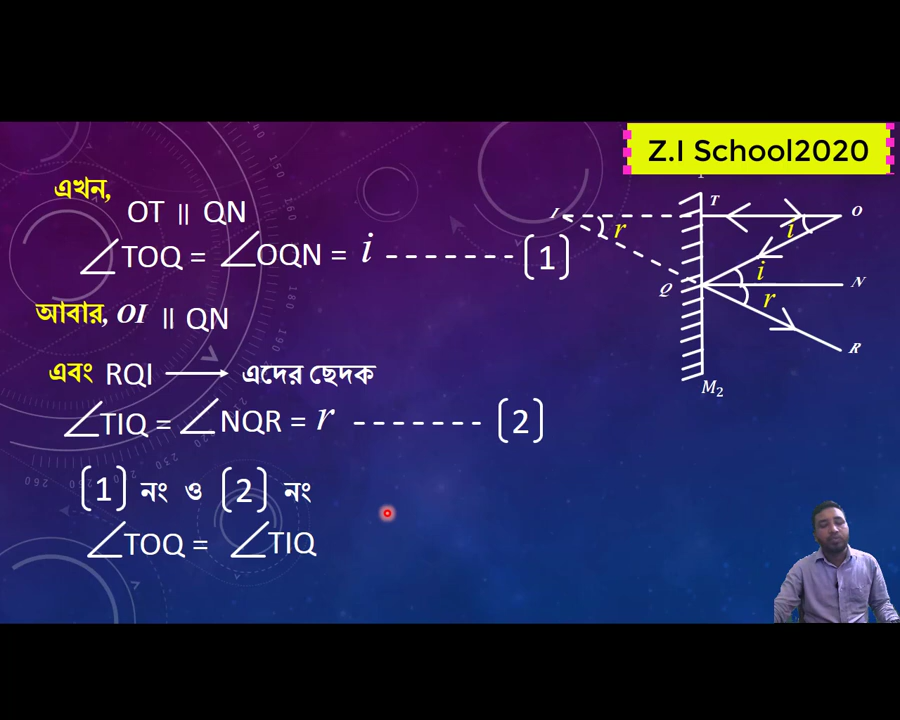 Z.I School2020
এখন,
OT || QN
∠TOQ = ∠OQN = i ------- (1)
আবার, OI || QN
এবং RQI ⟶ এদের ছেদক
∠TIQ = ∠NQR = r ------- (2)
(1) নং ও (2) নং
∠TOQ = ∠TIQ
I r T i O
Q i N
r
R
M₂